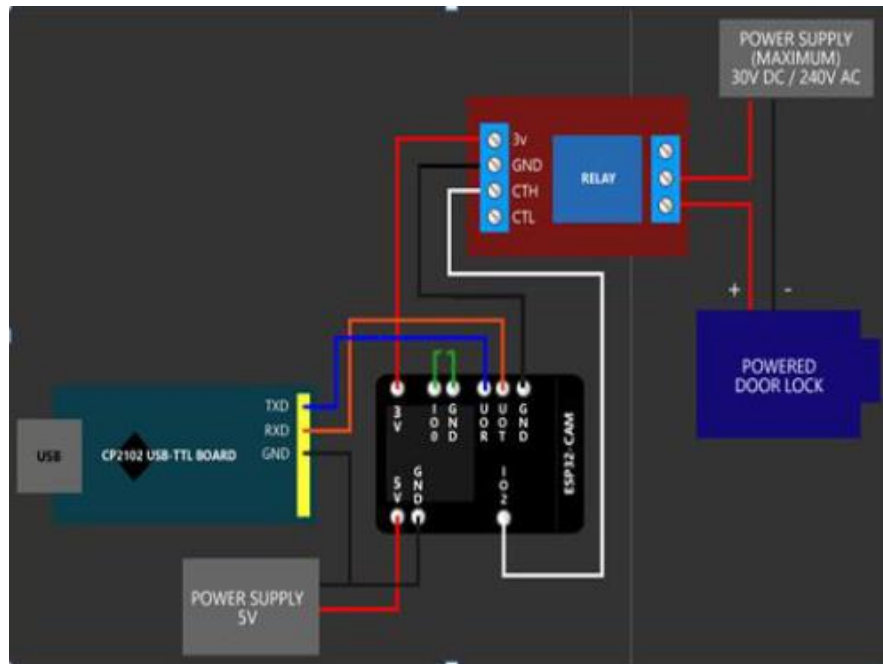 POWER SUPPLY
(MAXIMUM)
30V DC / 240V AC
3v
GND
CTH
CTL
RELAY
+ -
POWERED
DOOR LOCK
TXD
RXD
GND
USB
CP2102 USB-TTL BOARD
3V
IO0
GND
UOR
UOT
GND
5V
GND
IO2
ESP32-CAM
POWER SUPPLY
5V